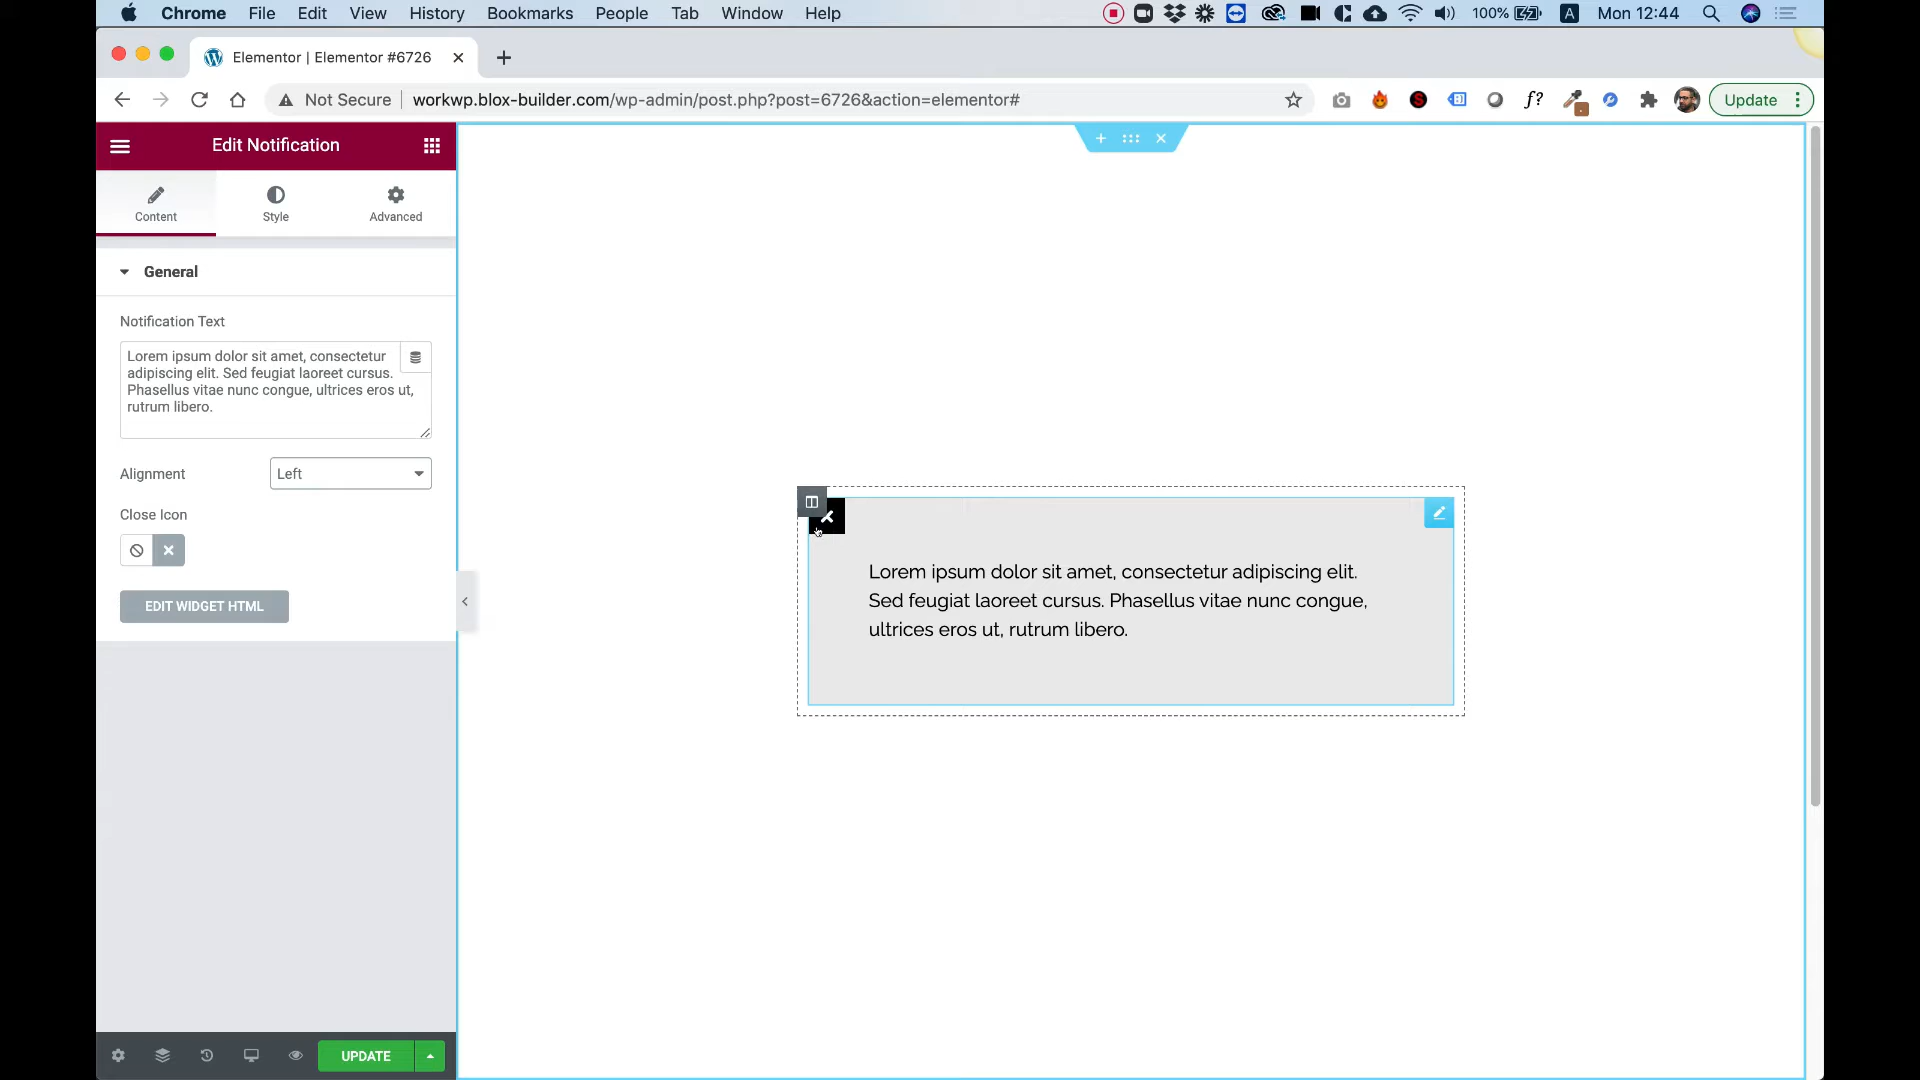 Chrome File Edit View History Bookmarks People Tab Window Help 100% A Mon 12:44
Elementor | Elementor #6726
Not Secure workwp.blox-builder.com/wp-admin/post.php?post=6726&action=elementor# S f? Update
Edit Notification
Content Style Advanced
General
Notification Text
Lorem ipsum dolor sit amet, consectetur
adipiscing elit. Sed feugiat laoreet cursus.
Phasellus vitae nunc congue, ultrices eros ut,
rutrum libero.
Alignment Left
Close Icon
EDIT WIDGET HTML
Lorem ipsum dolor sit amet, consectetur adipiscing elit.
Sed feugiat laoreet cursus. Phasellus vitae nunc congue,
ultrices eros ut, rutrum libero.
UPDATE